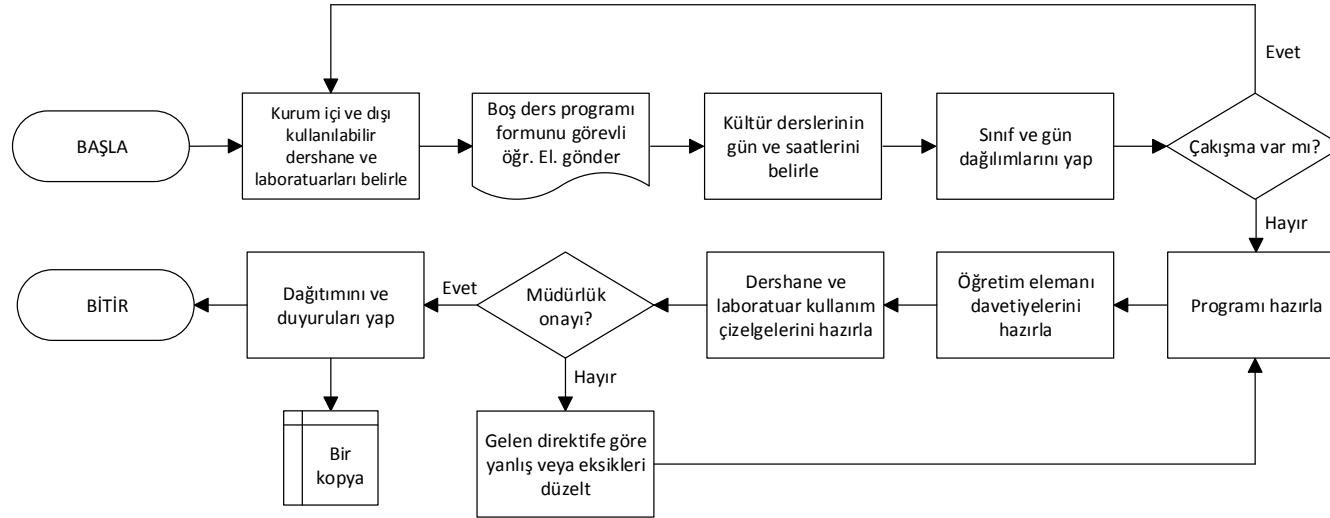 Evet
BAŞLA
Kurum içi ve dışı
kullanılabilir
dershane ve
laboratuarları belirle
Boş ders programı
formunu görevli
öğr. El. gönder
Kültür derslerinin
gün ve saatlerini
belirle
Sınıf ve gün
dağılımlarını yap
Çakışma var mı?
Hayır
Programı hazırla
Öğretim elemanı
davetiyelerini
hazırla
Dershane ve
laboratuar kullanım
çizelgelerini hazırla
Müdürlük
onayı?
Evet
Dağıtımını ve
duyuruları yap
BİTİR
Hayır
Gelen direktife göre
yanlış veya eksikleri
düzelt
Bir
kopya